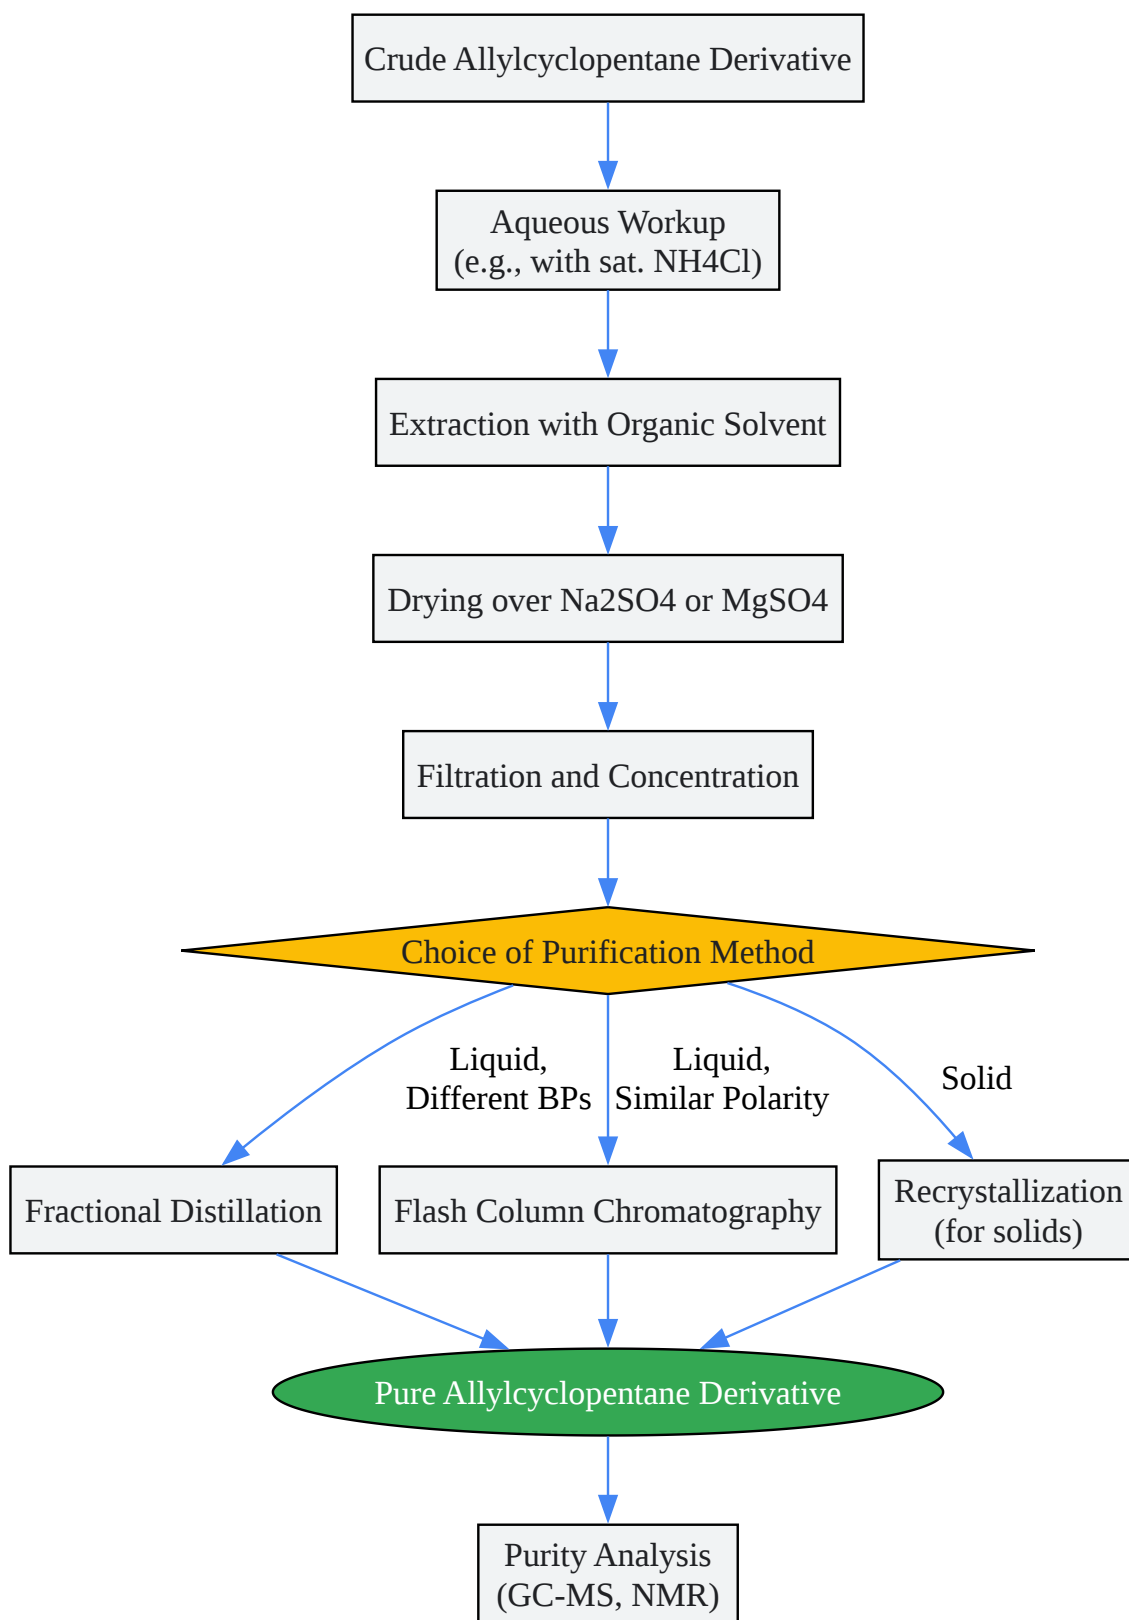 Crude Allylcyclopentane Derivative
Aqueous Workup
(e.g., with sat. NH4Cl)
Extraction with Organic Solvent
Drying over Na2SO4 or MgSO4
Filtration and Concentration
Choice of Purification Method
Liquid,
Different BPs
Liquid,
Similar Polarity
Solid
Fractional Distillation
Flash Column Chromatography
Recrystallization
(for solids)
Pure Allylcyclopentane Derivative
Purity Analysis
(GC-MS, NMR)